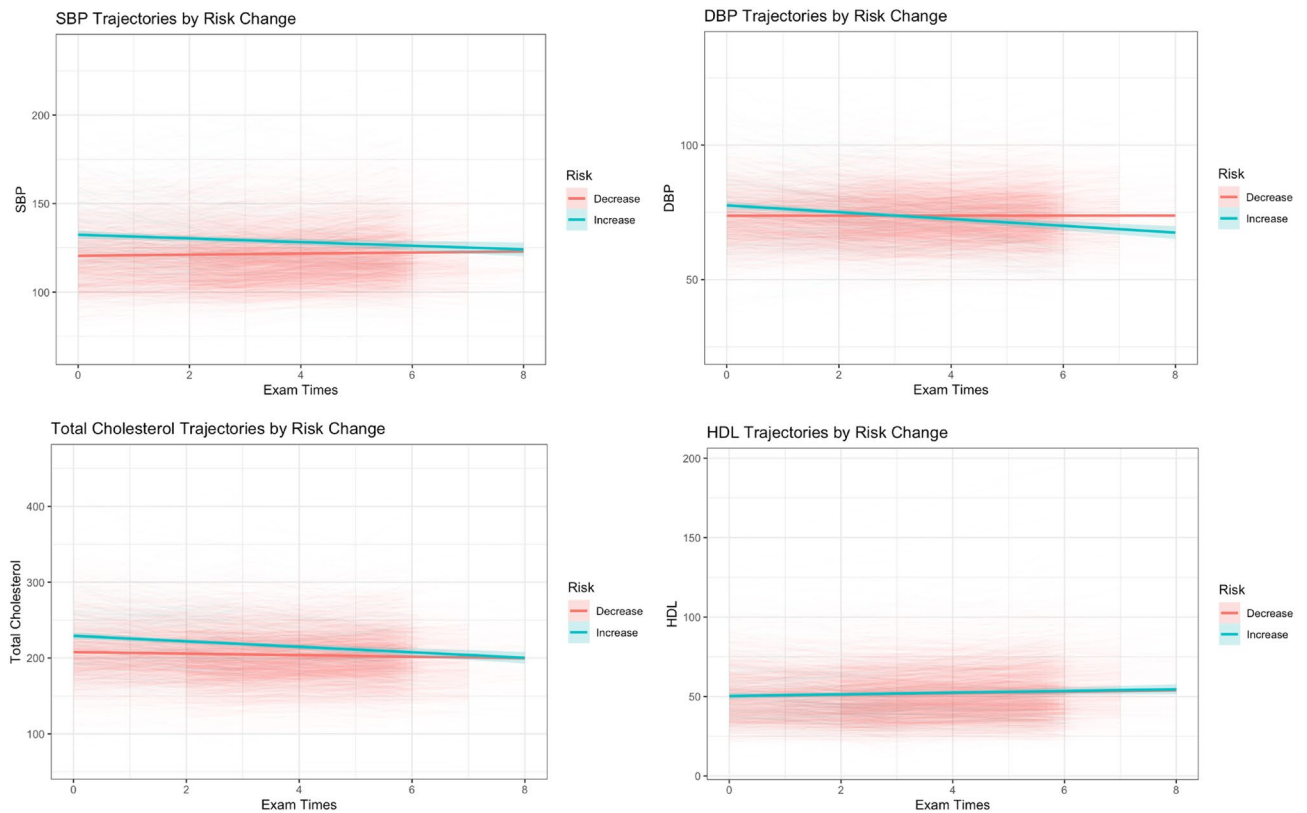 SBP Trajectories by Risk Change
200
150
100
SBP
0 2 4 6 8
Exam Times
Risk
Decrease
Increase
DBP Trajectories by Risk Change
100
50
DBP
0 2 4 6 8
Exam Times
Risk
Decrease
Increase
Total Cholesterol Trajectories by Risk Change
400
300
200
100
Total Cholesterol
0 2 4 6 8
Exam Times
Risk
Decrease
Increase
HDL Trajectories by Risk Change
200
150
100
50
0
HDL
0 2 4 6 8
Exam Times
Risk
Decrease
Increase